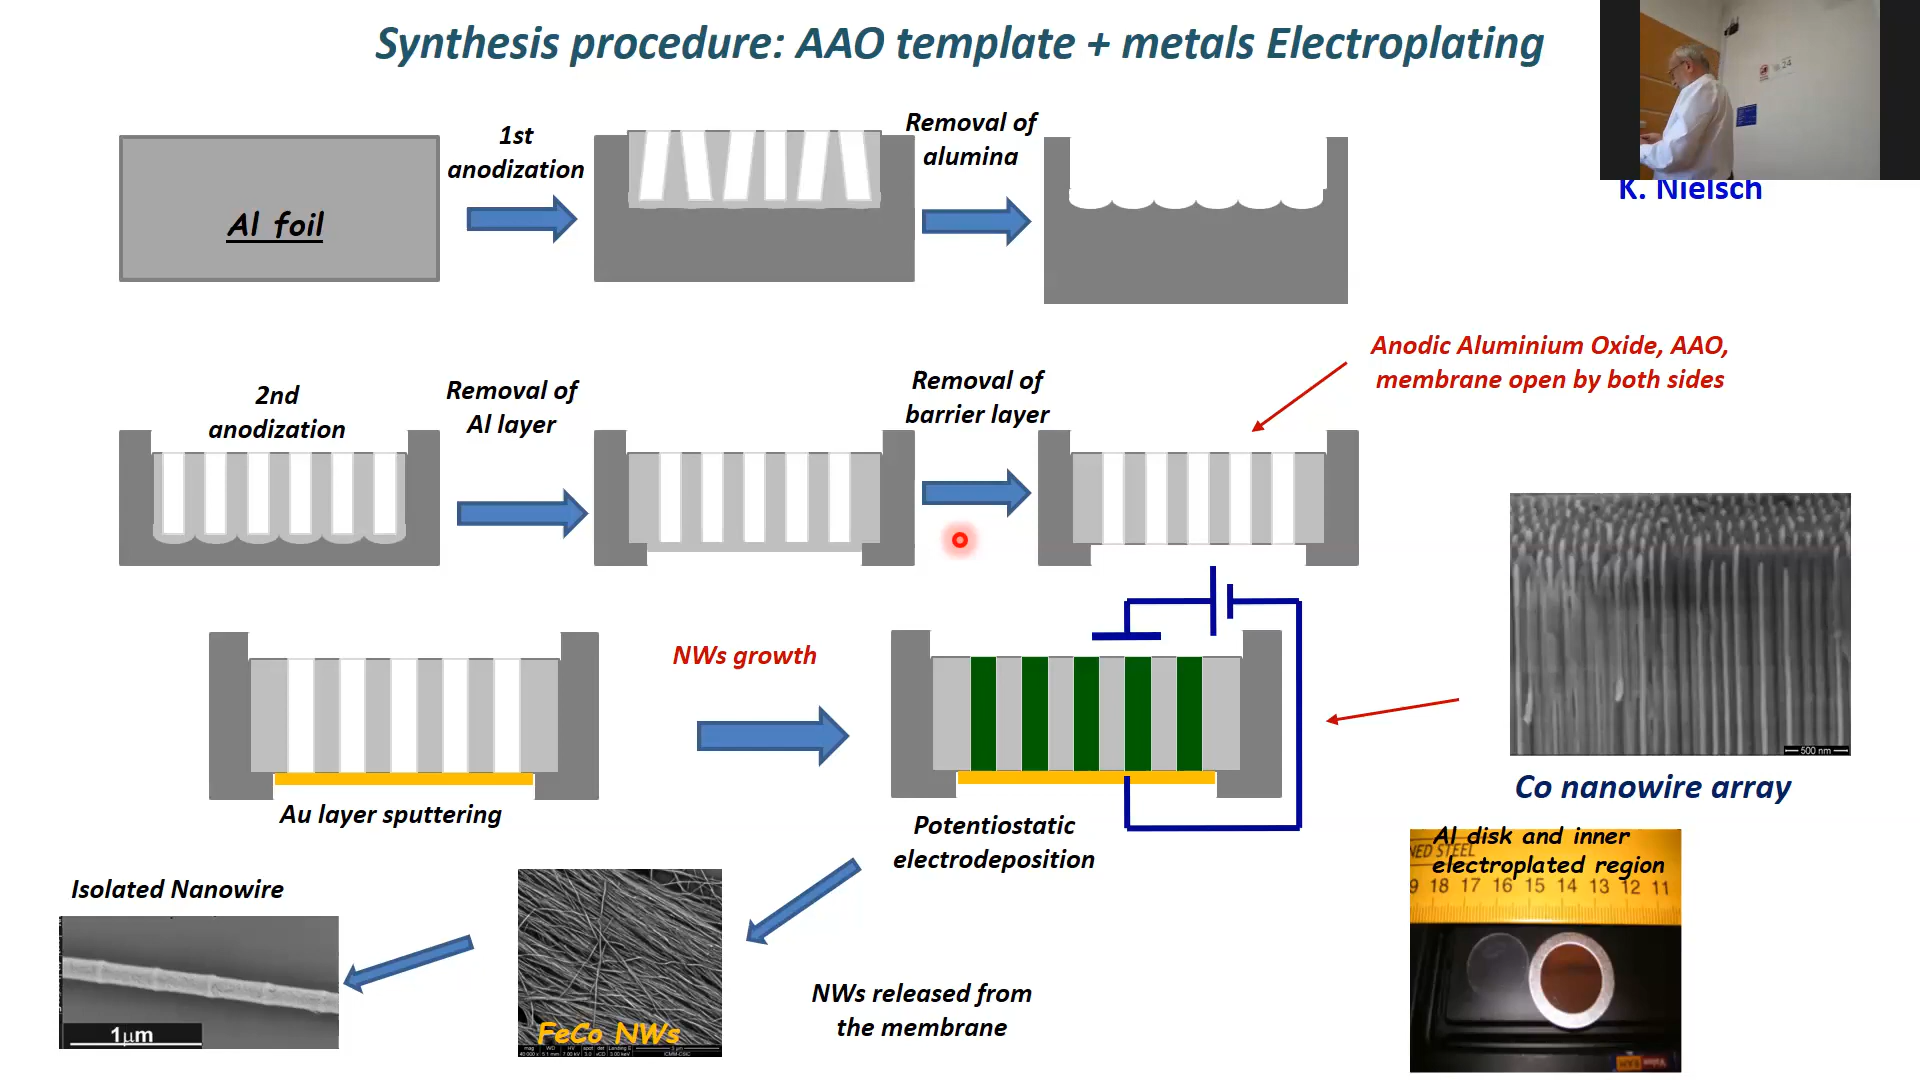 Synthesis procedure: AAO template + metals Electroplating
24
K. Nielsch
Al foil
1st
anodization
Removal of
alumina
Anodic Aluminium Oxide, AAO,
membrane open by both sides
2nd
anodization
Removal of
Al layer
Removal of
barrier layer
NWs growth
500 nm
Co nanowire array
Au layer sputtering
Potentiostatic
electrodeposition
Al disk and inner
NED STEEL
electroplated region
9 18 17 16 15 14 13 12 11
Isolated Nanowire
1µm
FeCo NWs
NWs released from
the membrane